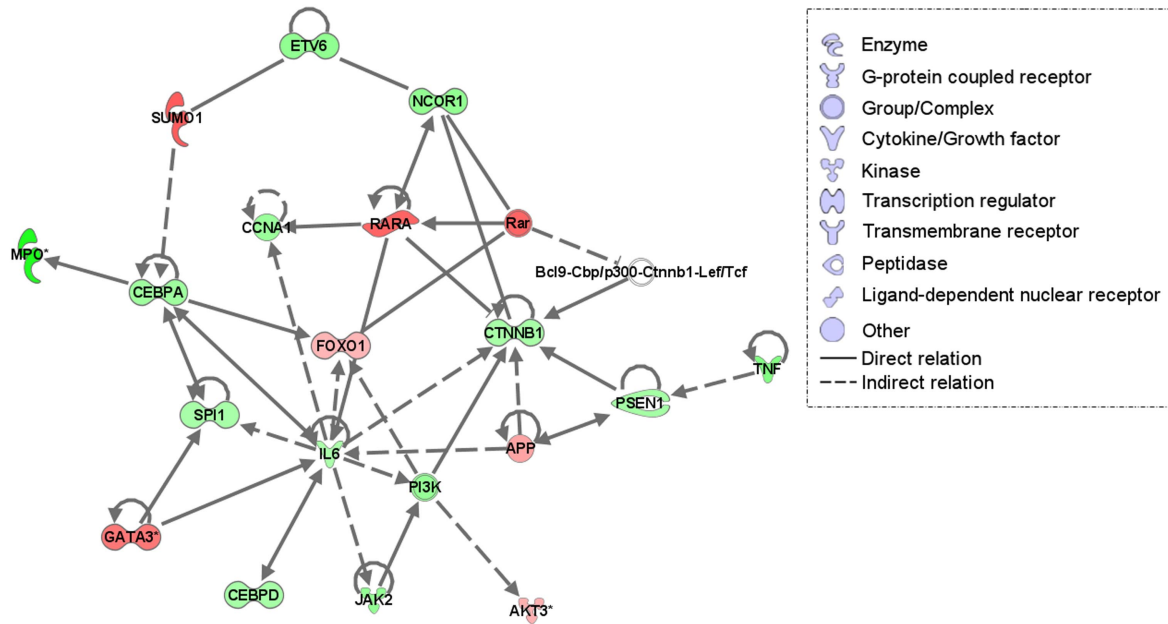 ETV6
NCOR1
SUMO1
CCNA1
RARA
Rar
MPO*
CEBPA
Bcl9-Cbp/p300-Ctnnb1-Lef/Tcf
FOXO1
CTNNB1
TNF
SPI1
PSEN1
IL6
APP
PI3K
GATA3*
CEBPD
JAK2
AKT3*
Enzyme
G-protein coupled receptor
Group/Complex
Cytokine/Growth factor
Kinase
Transcription regulator
Transmembrane receptor
Peptidase
Ligand-dependent nuclear receptor
Other
Direct relation
Indirect relation